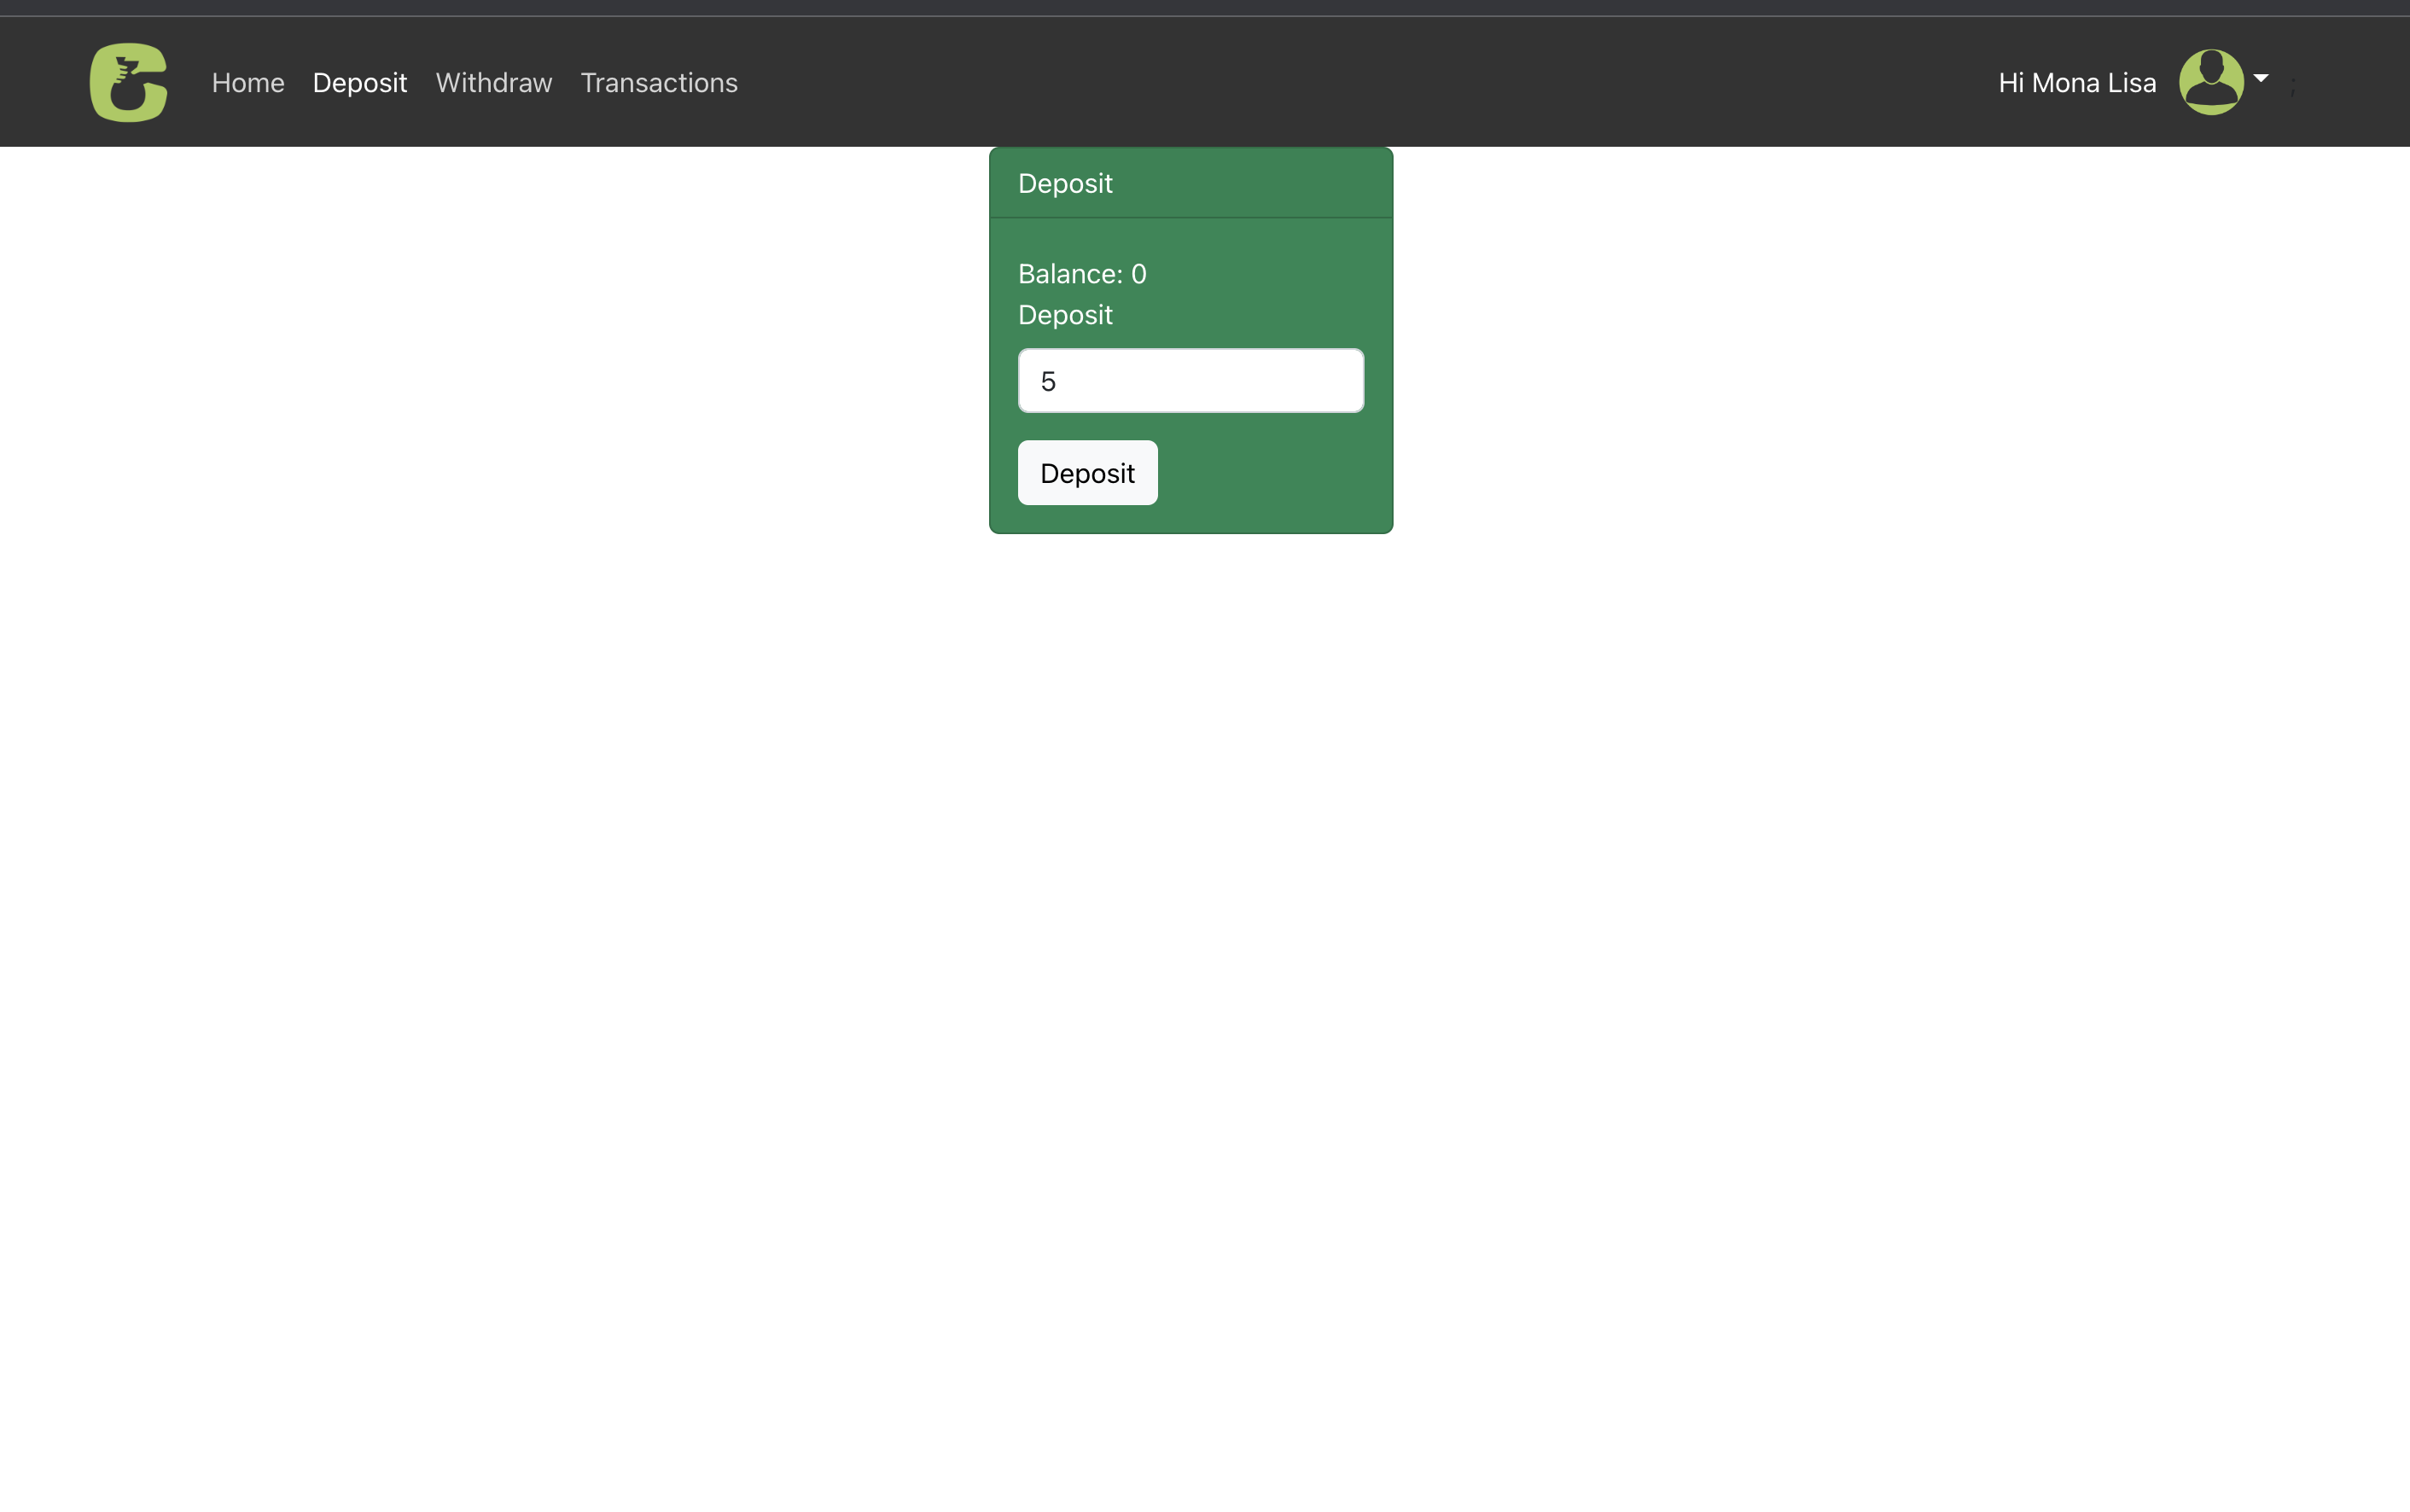 Home Deposit Withdraw Transactions Hi Mona Lisa ;
Deposit
Balance: 0
Deposit
5
Deposit